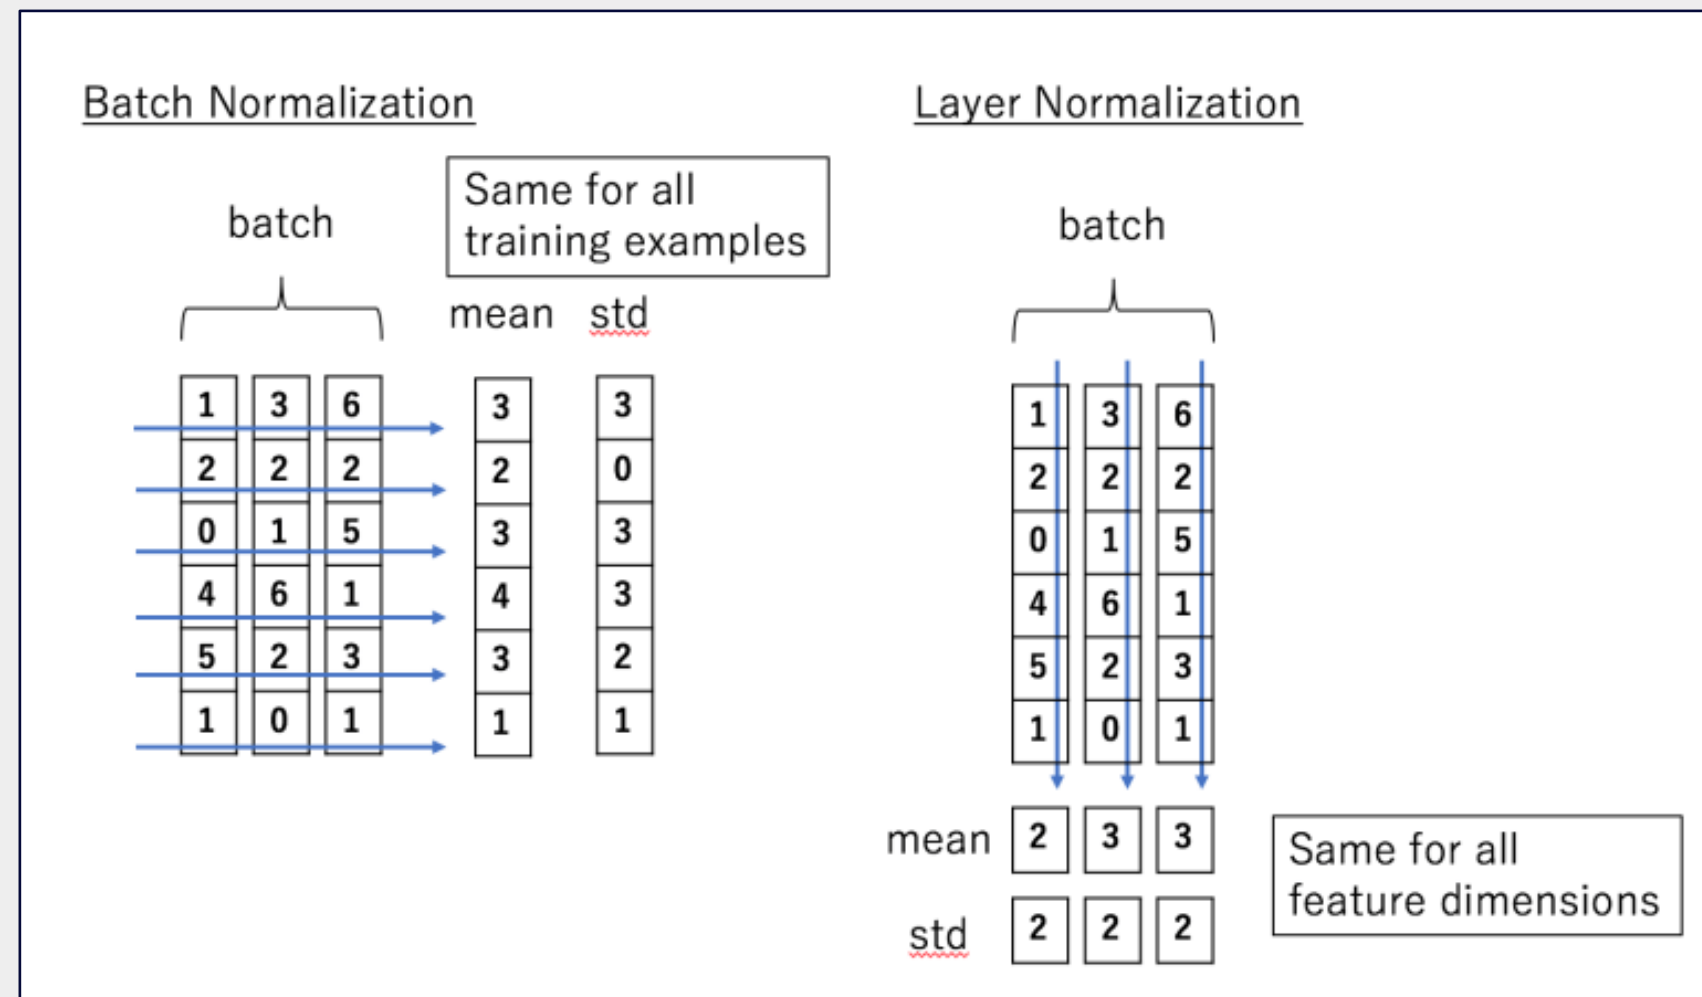 Batch Normalization
batch
Same for all
training examples
mean std
1 3 6 3 3
2 2 2 2 0
0 1 5 3 3
4 6 1 4 3
5 2 3 3 2
1 0 1 1 1
Layer Normalization
batch
1 3 6
2 2 2
0 1 5
4 6 1
5 2 3
1 0 1
mean 2 3 3
std 2 2 2
Same for all
feature dimensions